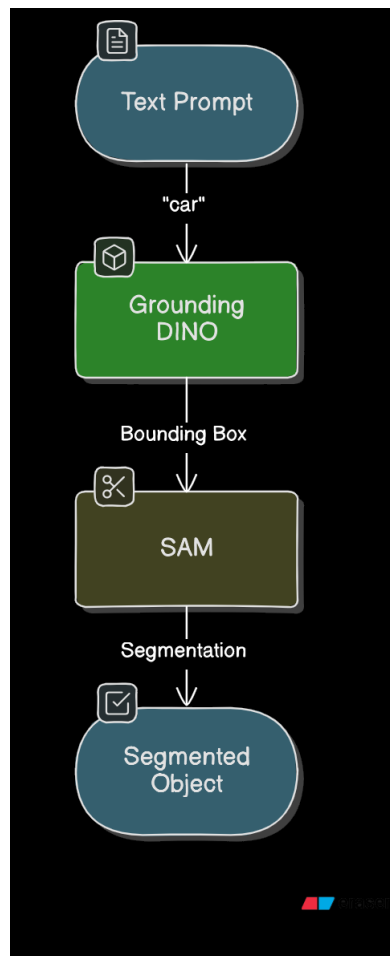 Text Prompt
"car"
Grounding
DINO
Bounding Box
SAM
Segmentation
Segmented
Object